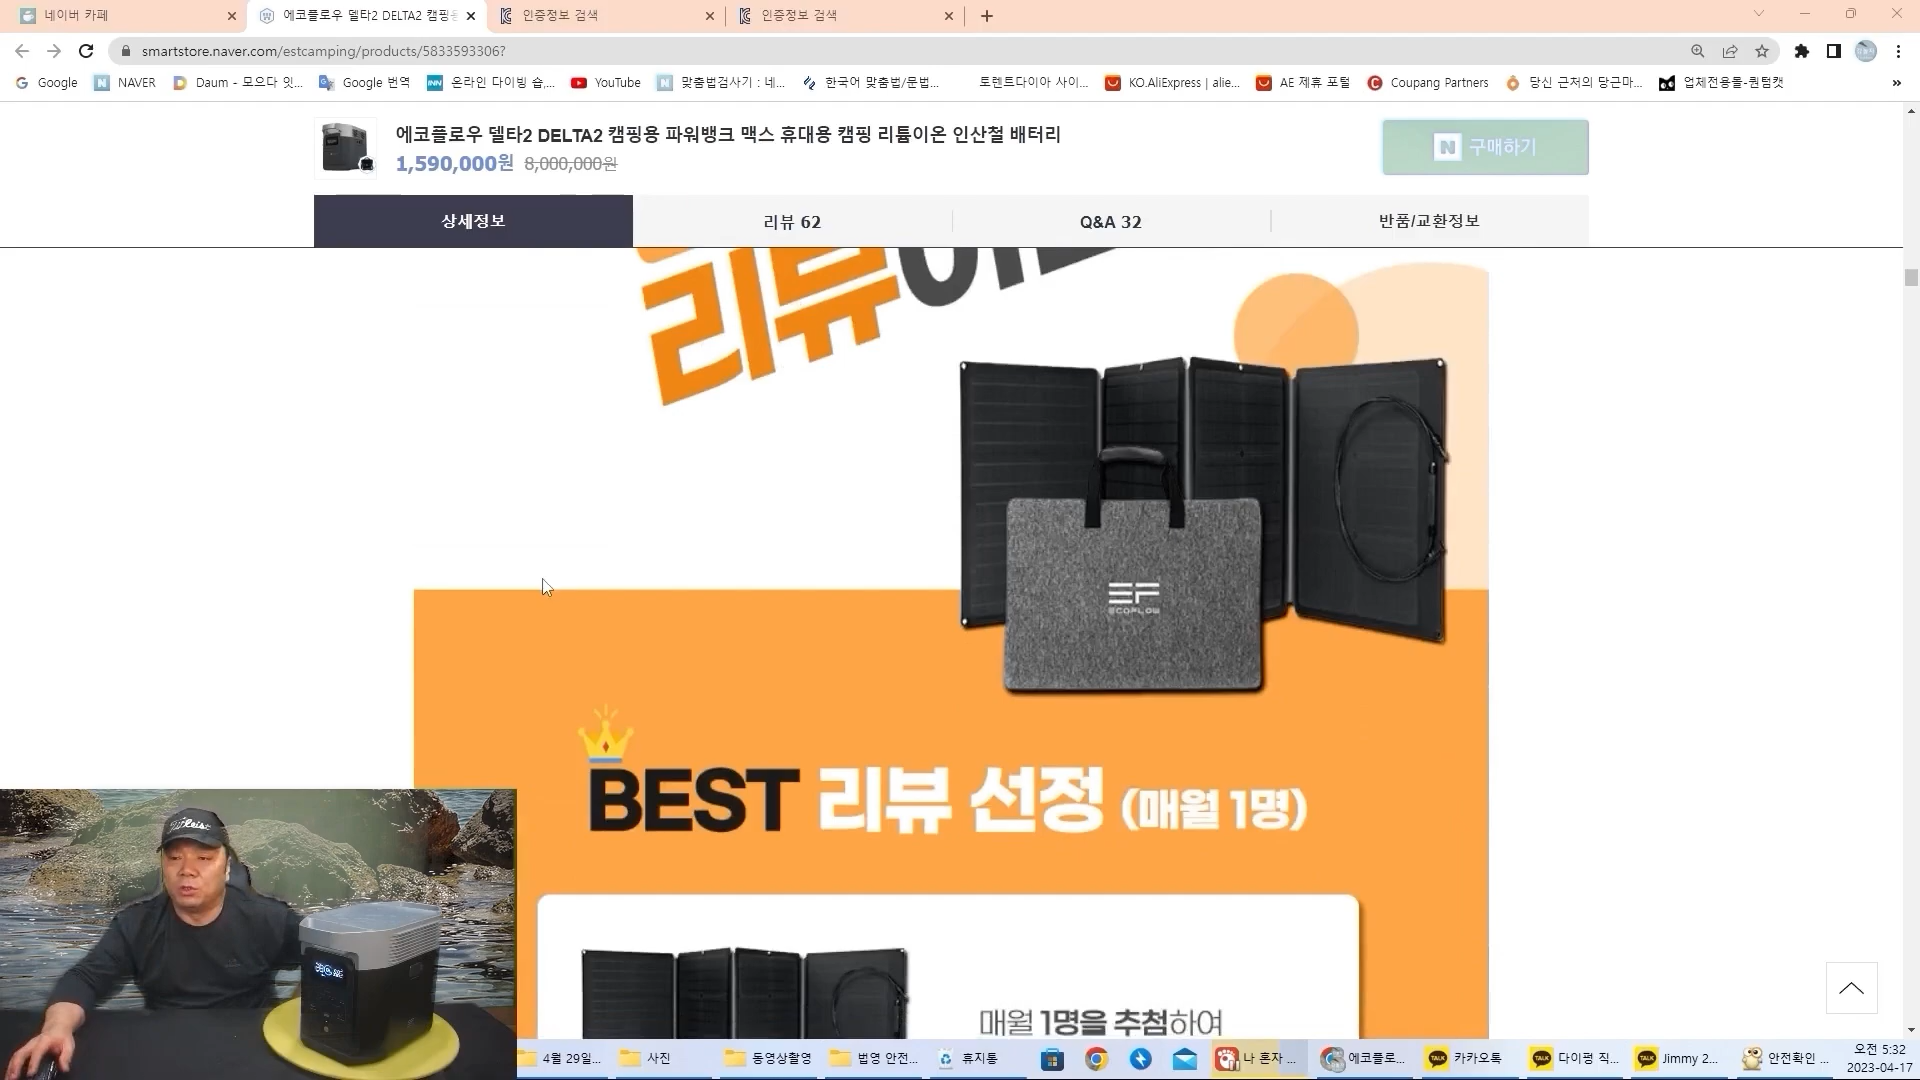 네이버 카페
에코플로우 델타2 DELTA2 캠핑용
인증정보 검색
인증정보 검색
smartstore.naver.com/estcamping/products/5833593306?
Google
NAVER
Daum - 모으다 잇...
Google 번역
온라인 다이빙 숍,...
YouTube
맞춤법검사기 : 네...
한국어 맞춤법/문법...
토렌트다이아 사이...
KO.AliExpress | alie...
AE 제휴 포털
Coupang Partners
당신 근처의 당근마...
업체전용몰-퀀텀캣
에코플로우 델타2 DELTA2 캠핑용 파워뱅크 맥스 휴대용 캠핑 리튬이온 인산철 배터리
1,590,000원 8,000,000원
N 구매하기
상세정보
리뷰 62
Q&A 32
반품/교환정보
리뷰이
EF
ECOFLOW
BEST 리뷰 선정 (매월 1명)
매월 1명을 추첨하여
Titleist
4월 29일...
사진
동영상촬영
법영 안전...
휴지통
나 혼자 ...
에코플로...
카카오톡
다이펑 직...
Jimmy 2...
안전확인 ...
오전 5:32
2023-04-17